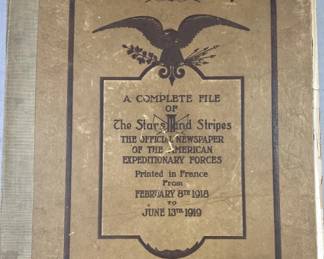 A COMPLETE FILE
OF
The Stars and Stripes
THE OFFICIAL NEWSPAPER
OF THE AMERICAN
EXPEDITIONARY FORCES
Printed in France
From
FEBRUARY 8TH 1918
TO
JUNE 13TH 1919